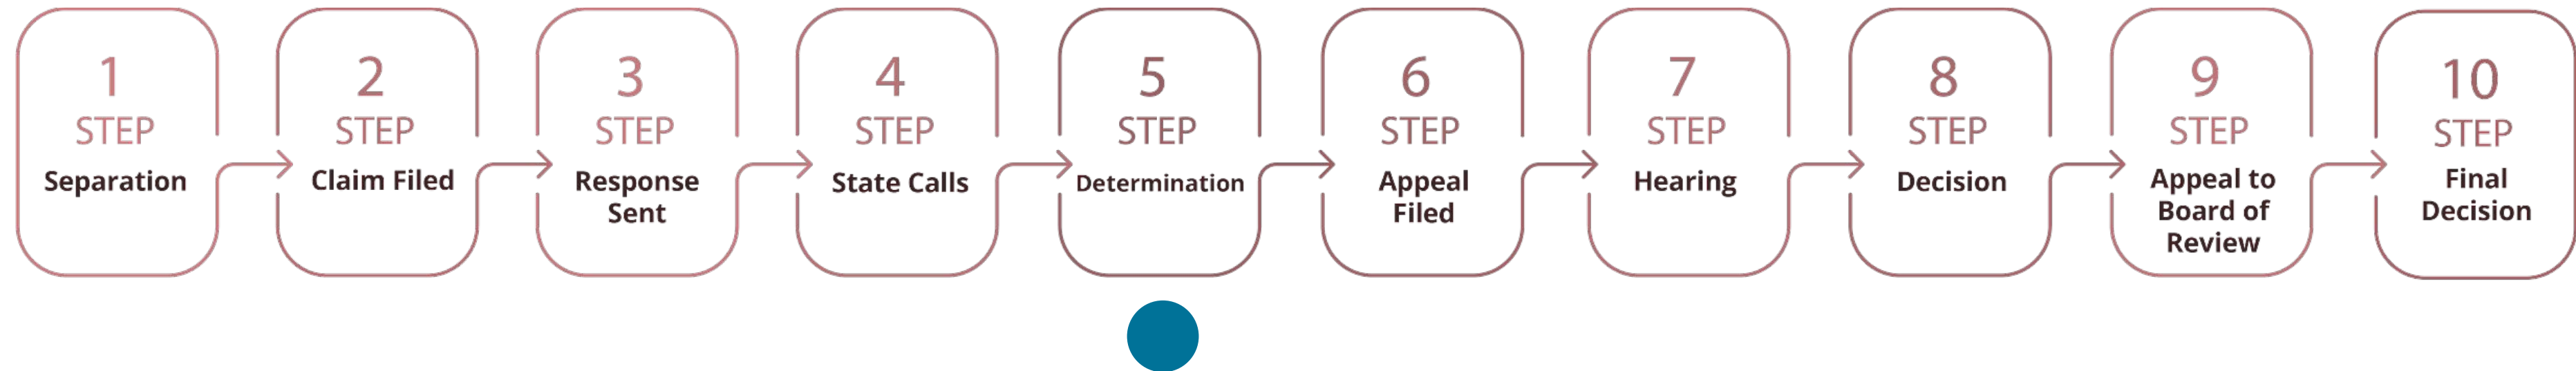 1
STEP
Separation
2
STEP
Claim Filed
3
STEP
Response
Sent
4
STEP
State Calls
5
STEP
Determination
6
STEP
Appeal
Filed
7
STEP
Hearing
8
STEP
Decision
9
STEP
Appeal to
Board of
Review
10
STEP
Final
Decision